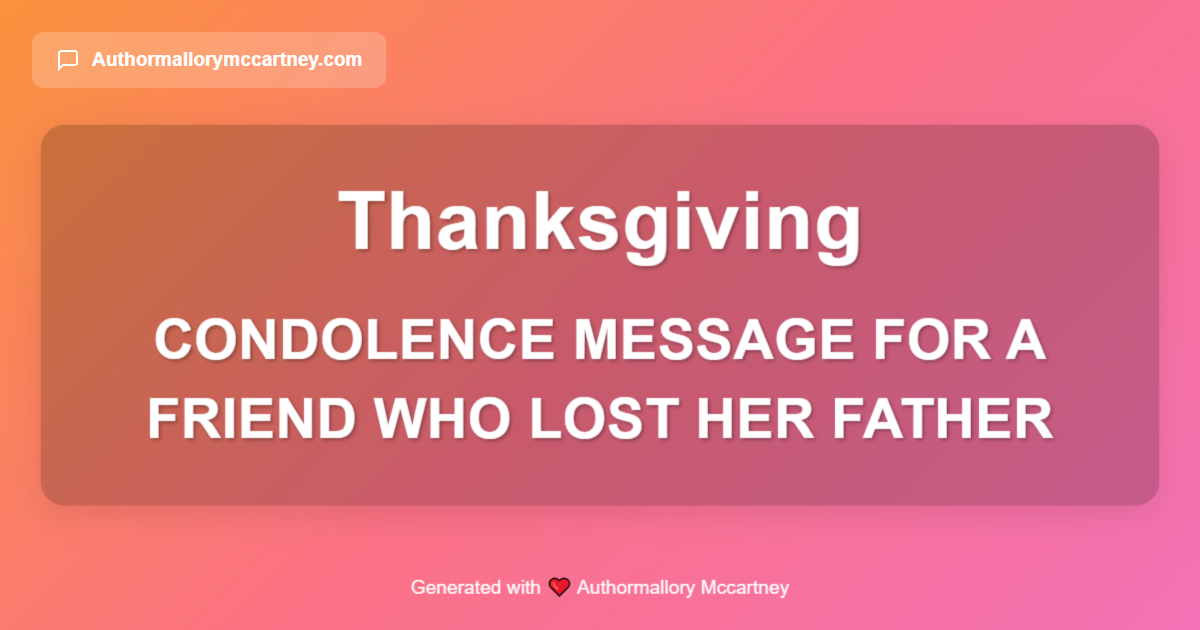 Authormallorymccartney.com
Thanksgiving
CONDOLENCE MESSAGE FOR A
FRIEND WHO LOST HER FATHER
Generated with ❤️ Authormallory Mccartney